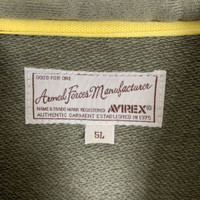 GOOD FOR ONE
Armed Forces Manufacturer
NAME & TRADE MARK REGISTERED AVIREX®
AUTHENTIC GARMENT ESTABLISHED IN 1975
5L